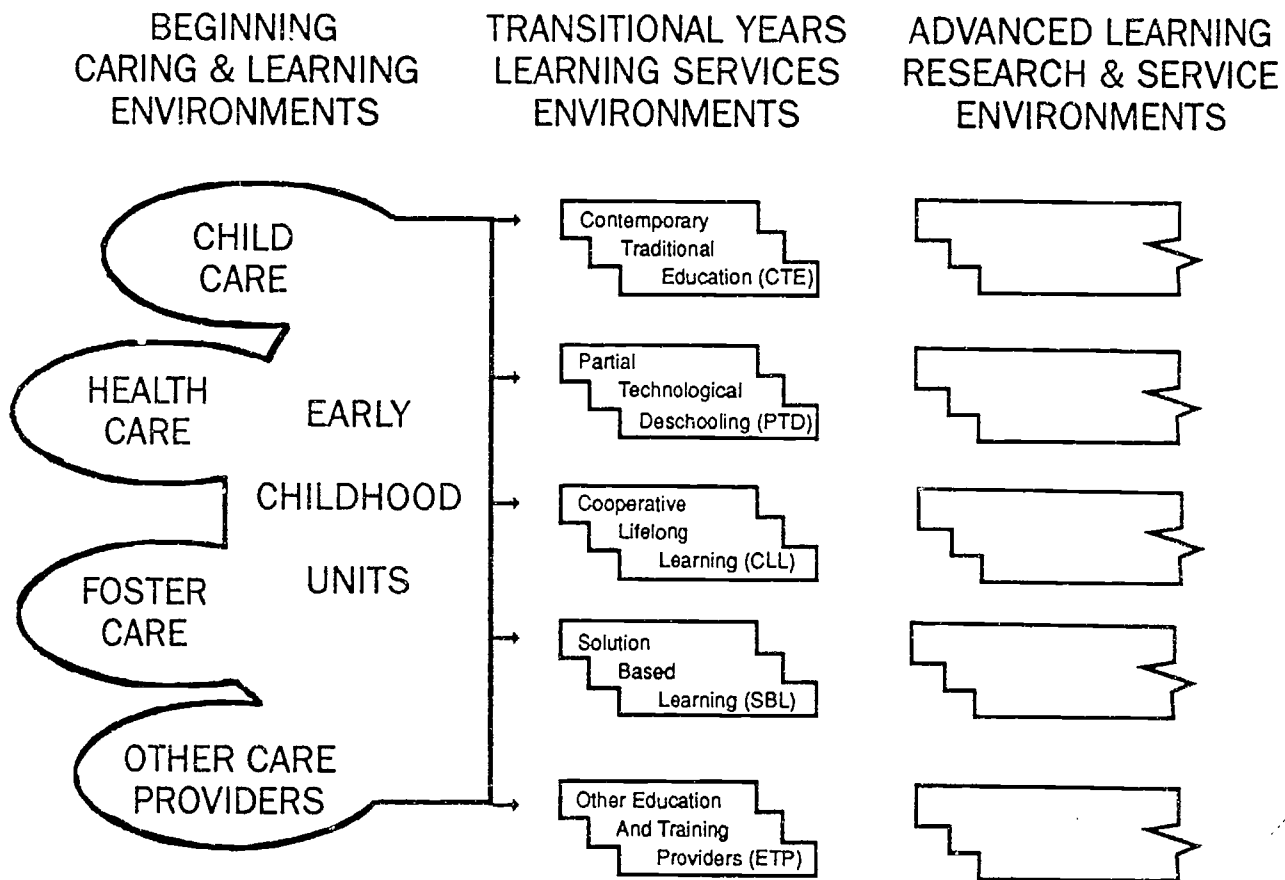 BEGINNING
CARING & LEARNING
ENVIRONMENTS
TRANSITIONAL YEARS
LEARNING SERVICES
ENVIRONMENTS
ADVANCED LEARNING
RESEARCH & SERVICE
ENVIRONMENTS
CHILD
CARE
HEALTH
CARE
FOSTER
CARE
OTHER CARE
PROVIDERS
EARLY
CHILDHOOD
UNITS
Contemporary
Traditional
Education (CTE)
Partial
Technological
Deschooling (PTD)
Cooperative
Lifelong
Learning (CLL)
Solution
Based
Learning (SBL)
Other Education
And Training
Providers (ETP)